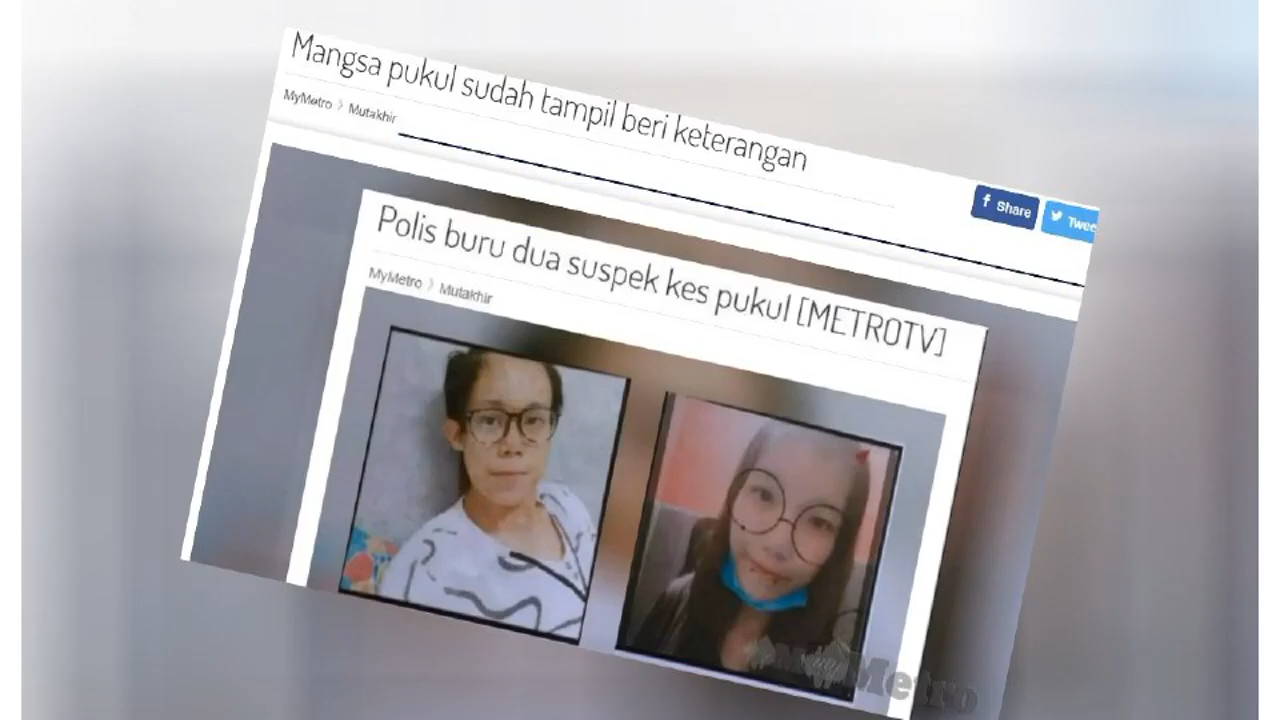 Mangsa pukul sudah tampil beri keterangan
MyMetro > Mutakhir
Share
Twee
Polis buru dua suspek kes pukul [METROTV]
MyMetro > Mutakhir
myMetro